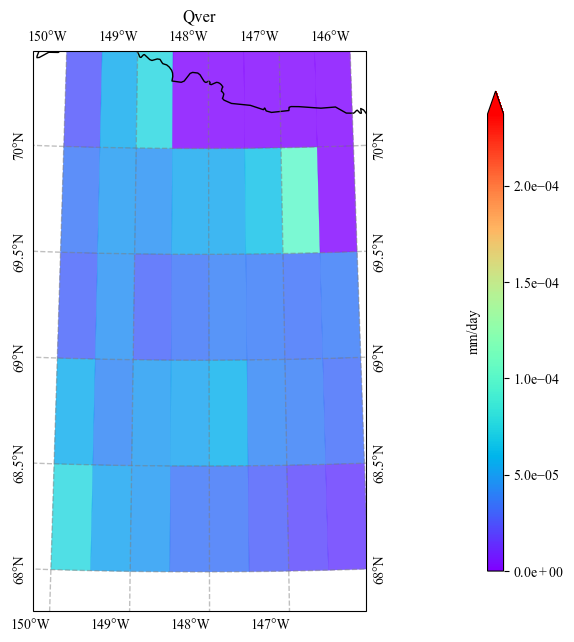 Qver
150°W 149°W 148°W 147°W 146°W
70°N 70°N
69.5°N 69.5°N
69°N 69°N
68.5°N 68.5°N
68°N 68°N
150°W 149°W 148°W 147°W
2.0e−04
1.5e−04
mm/day
1.0e−04
5.0e−05
0.0e+00